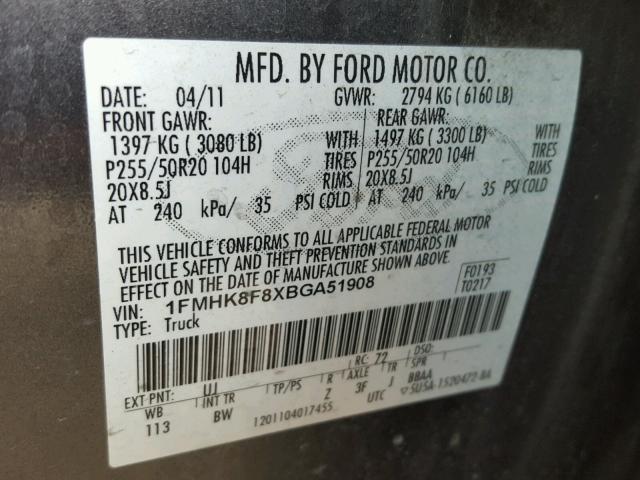 MFD. BY FORD MOTOR CO.
DATE: 04/11 GVWR: 2794 KG ( 6160 LB)
FRONT GAWR: REAR GAWR:
1397 KG ( 3080 LB) WITH 1497 KG ( 3300 LB) WITH
P255/50R20 104H TIRES P255/50R20 104H TIRES
20X8.5J RIMS 20X8.5J RIMS
AT 240 kPa/ 35 PSI COLD AT 240 kPa/ 35 PSI COLD
THIS VEHICLE CONFORMS TO ALL APPLICABLE FEDERAL MOTOR
VEHICLE SAFETY AND THEFT PREVENTION STANDARDS IN
EFFECT ON THE DATE OF MANUFACTURE SHOWN ABOVE.
VIN: 1FMHK8F8XBGA51908 F0193
TYPE: Truck T0217
RC: 72 DSO:
EXT PNT: UJ
WB INT TR TP/PS R AXLE TR SPR
113 BW Z 3F J BBAA
1201104017455 UTC 5U5A-1520472-BA